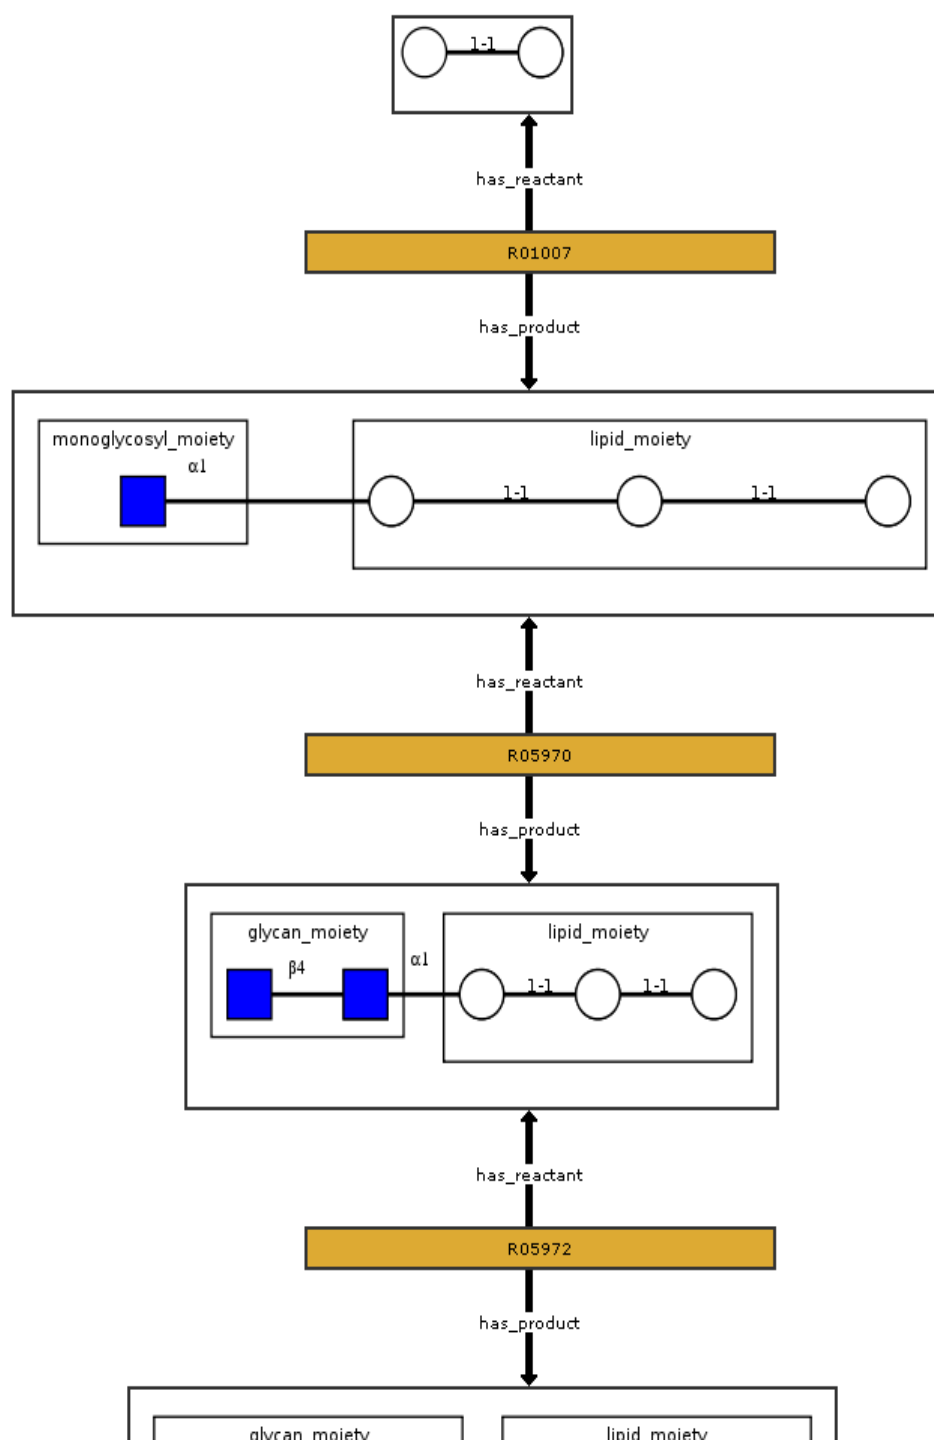 1-1
has_reactant
R01007
has_product
monoglycosyl_moiety
lipid_moiety
α1
1-1
1-1
has_reactant
R05970
has_product
glycan_moiety
lipid_moiety
β4
α1
1-1
1-1
has_reactant
R05972
has_product
glycan_moiety
lipid_moiety